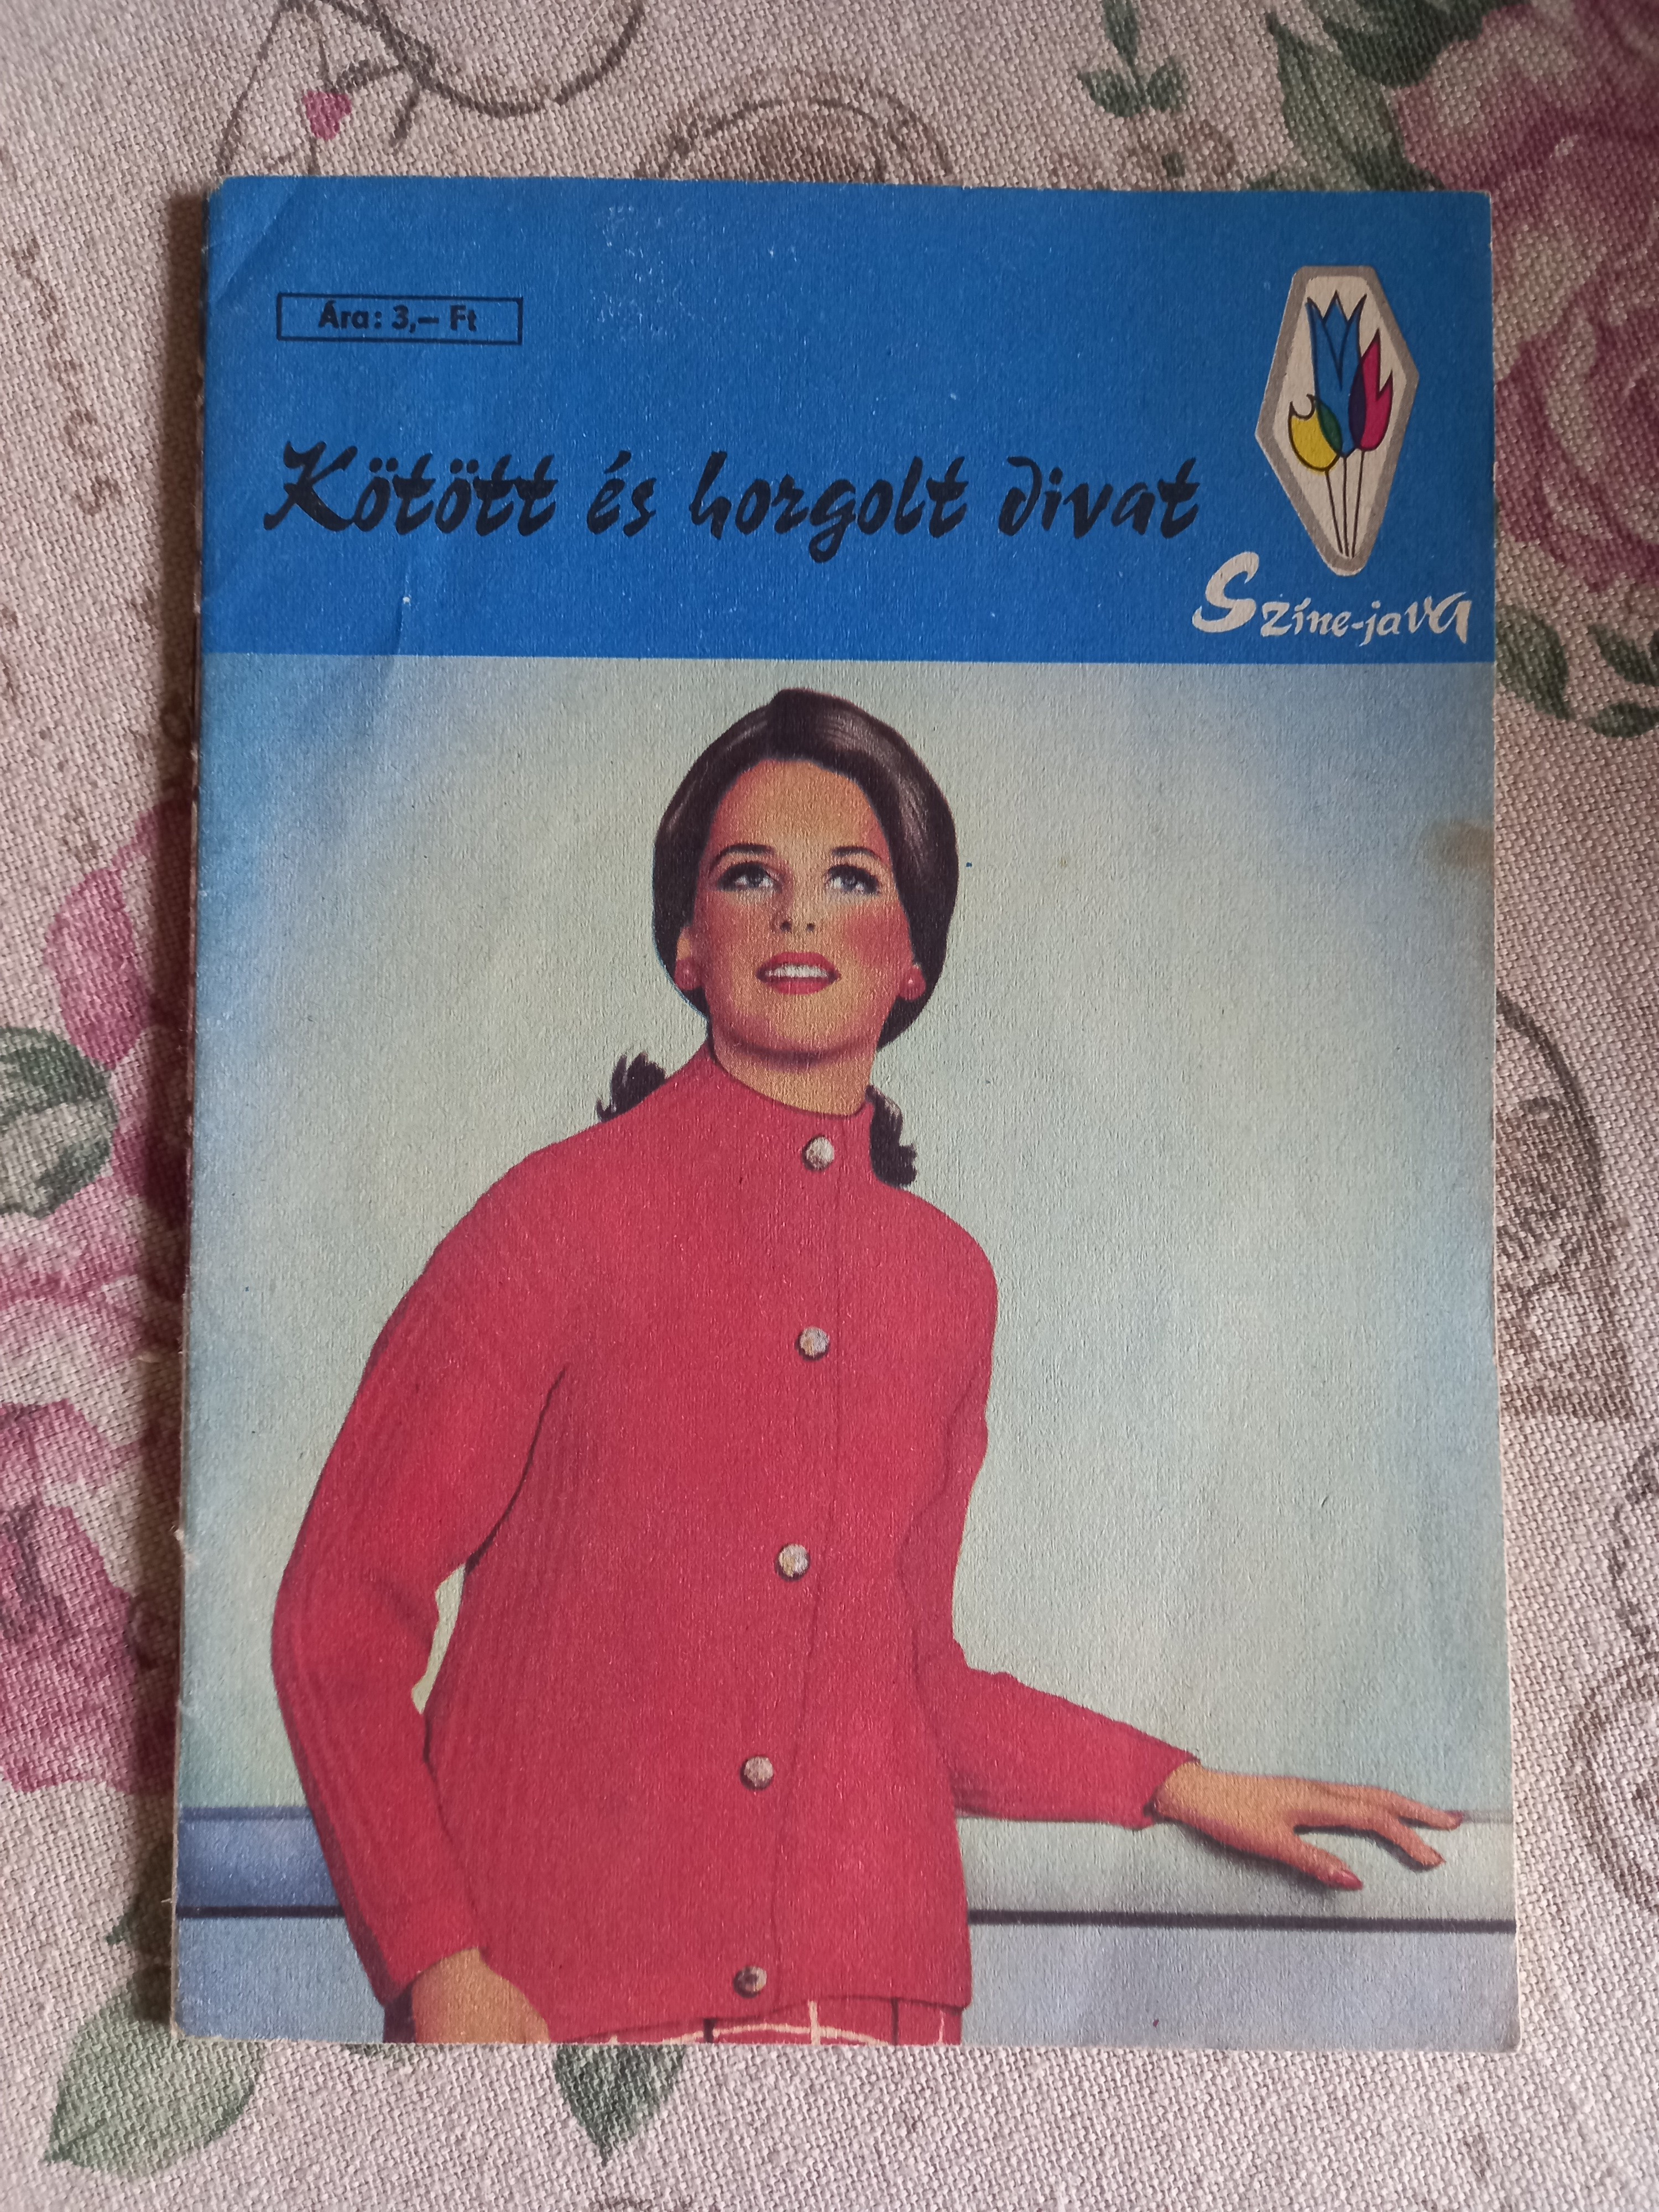 Ára: 3,— Ft
Kötött és horgolt divat
Színe-java